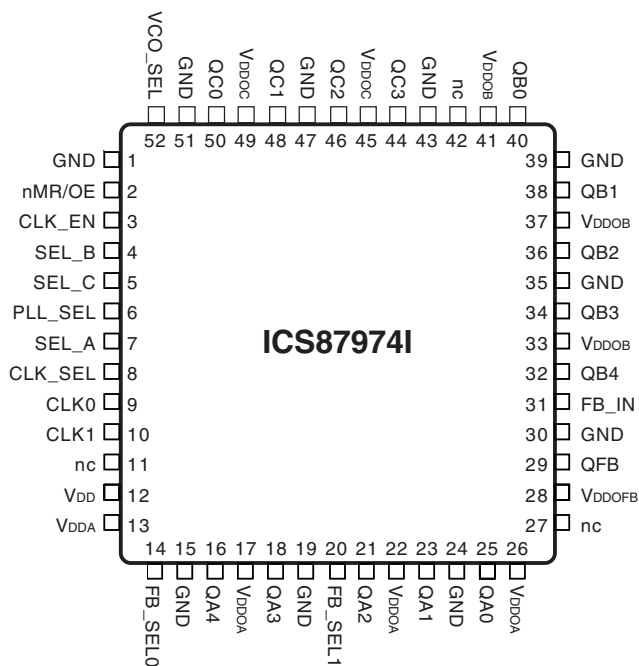 VCO_SEL
GND
QC0
VDDOC
QC1
GND
QC2
VDDOC
QC3
GND
nc
VDDOB
QB0
52 51 50 49 48 47 46 45 44 43 42 41 40
GND 1
nMR/OE 2
CLK_EN 3
SEL_B 4
SEL_C 5
PLL_SEL 6
SEL_A 7
CLK_SEL 8
CLK0 9
CLK1 10
nc 11
VDD 12
VDDA 13
ICS87974I
39 GND
38 QB1
37 VDDOB
36 QB2
35 GND
34 QB3
33 VDDOB
32 QB4
31 FB_IN
30 GND
29 QFB
28 VDDOFB
27 nc
14 15 16 17 18 19 20 21 22 23 24 25 26
FB_SEL0
GND
QA4
VDDOA
QA3
GND
FB_SEL1
QA2
VDDOA
QA1
GND
QA0
VDDOA